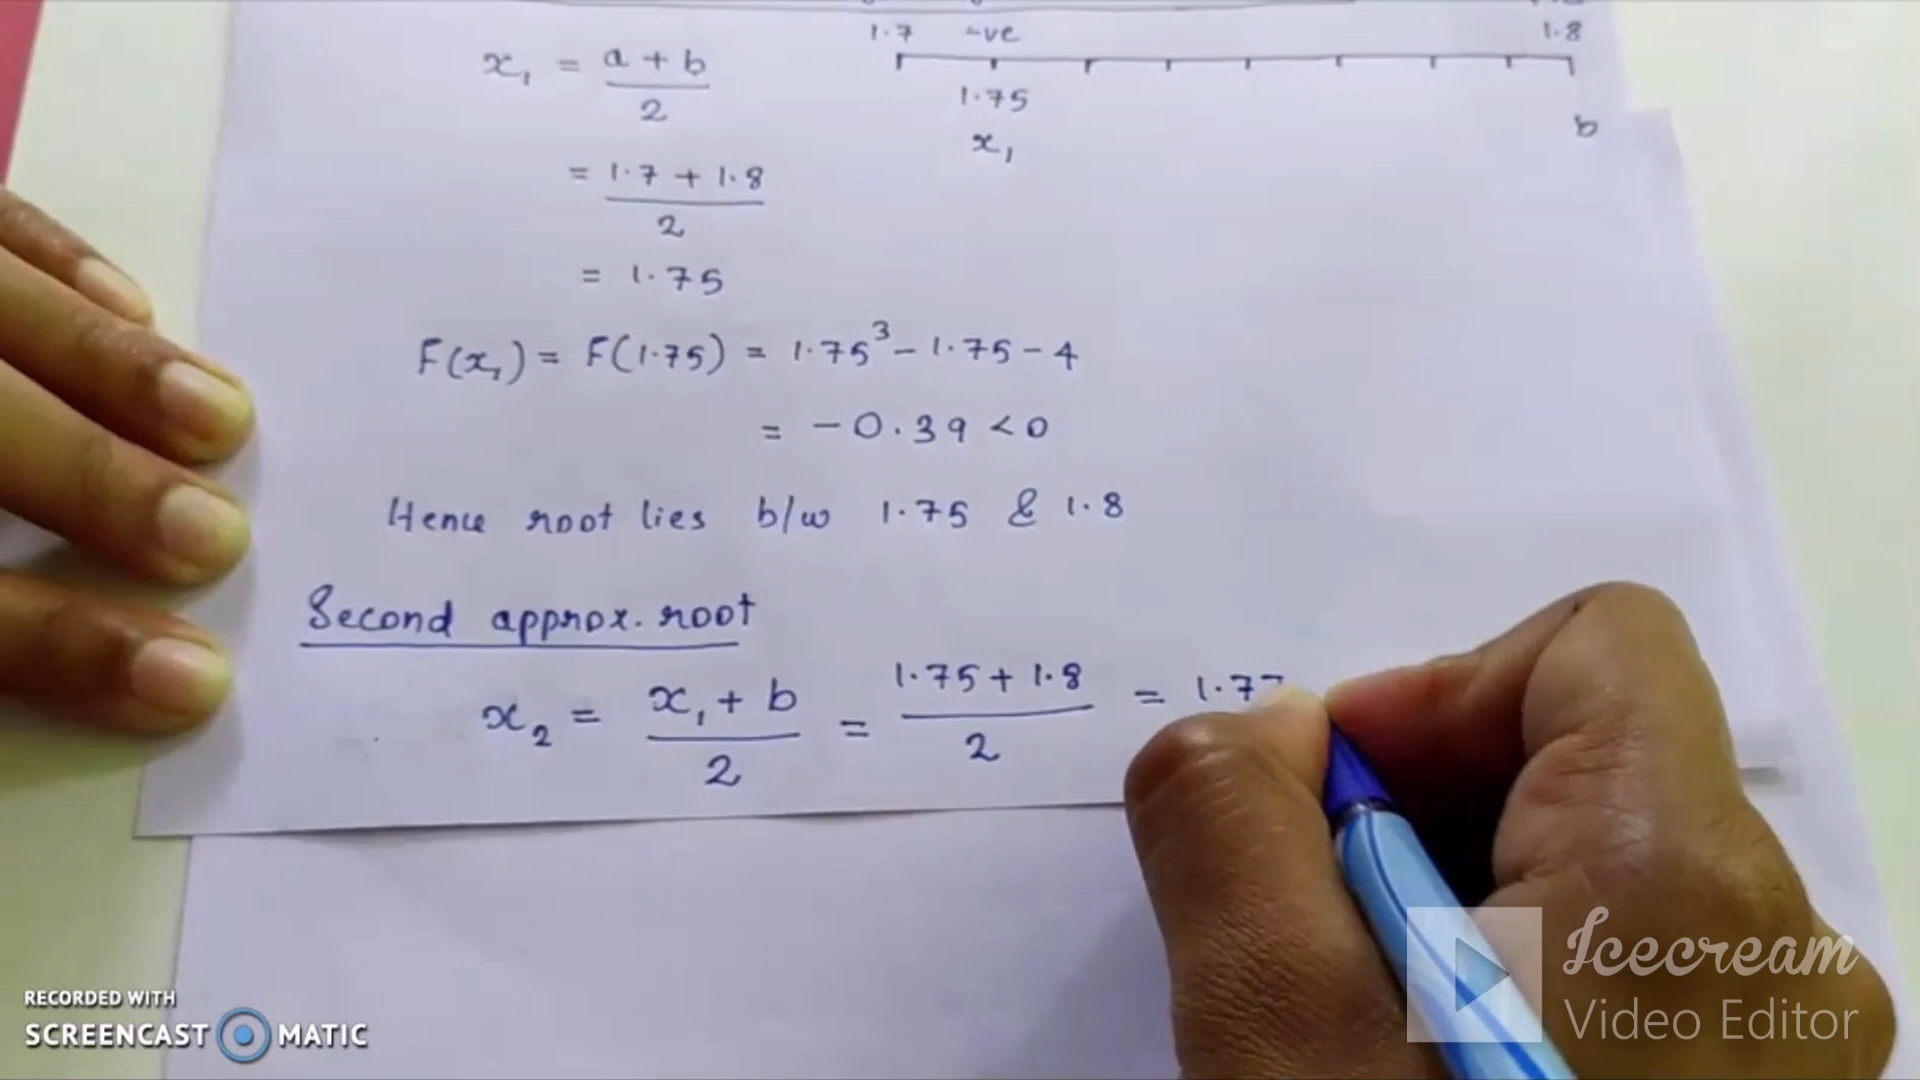 1.7 -ve 1.8
x₁ = a + b / 2
1.75
x₁
b
= 1.7 + 1.8 / 2
= 1.75
F(x₁) = F(1.75) = 1.75³ - 1.75 - 4
= -0.39 < 0
Hence root lies b/w 1.75 & 1.8
Second approx. root
x₂ = x₁ + b / 2 = 1.75 + 1.8 / 2 = 1.77
RECORDED WITH
SCREENCAST MATIC
Icecream
Video Editor